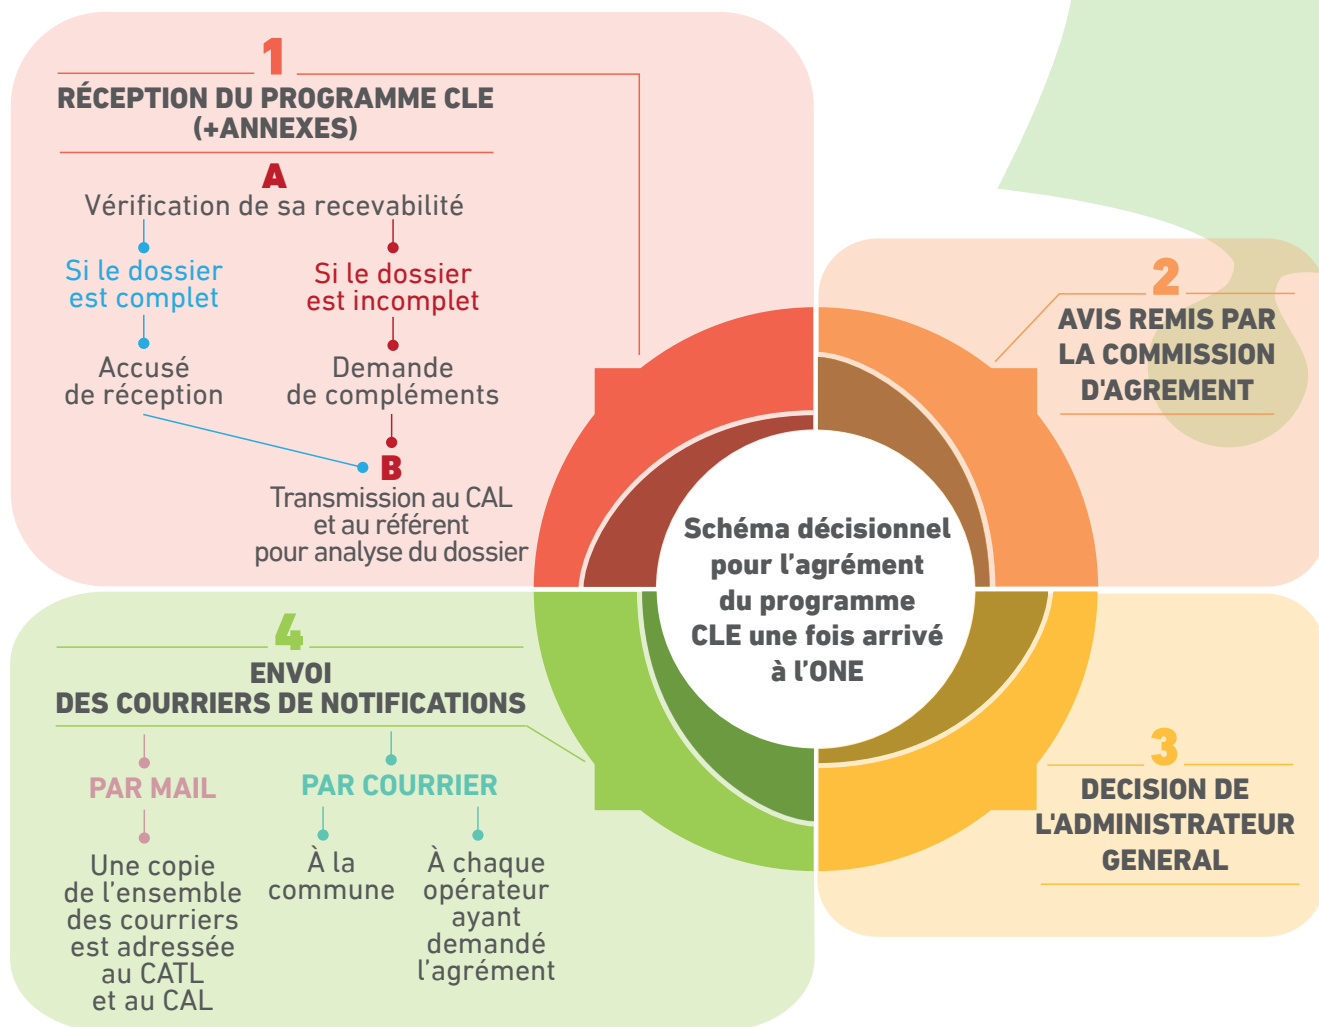 1
RÉCEPTION DU PROGRAMME CLE
(+ANNEXES)
A
Vérification de sa recevabilité
Si le dossier
est complet
Accusé
de réception
Si le dossier
est incomplet
Demande
de compléments
B
Transmission au CAL
et au référent
pour analyse du dossier
2
AVIS REMIS PAR
LA COMMISSION
D'AGREMENT
Schéma décisionnel
pour l’agrément
du programme
CLE une fois arrivé
à l’ONE
3
DECISION DE
L'ADMINISTRATEUR
GENERAL
4
ENVOI
DES COURRIERS DE NOTIFICATIONS
PAR MAIL
Une copie
de l’ensemble
des courriers
est adressée
au CATL
et au CAL
PAR COURRIER
À la
commune
À chaque
opérateur
ayant
demandé
l’agrément